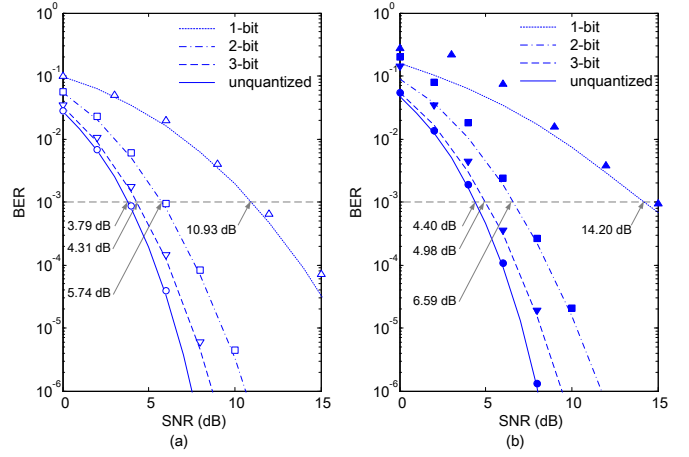 10^0
10^-1
10^-2
10^-3
10^-4
10^-5
10^-6
BER
1-bit
2-bit
3-bit
unquantized
3.79 dB
4.31 dB
5.74 dB
10.93 dB
0
5
10
15
SNR (dB)
(a)
10^0
10^-1
10^-2
10^-3
10^-4
10^-5
10^-6
BER
1-bit
2-bit
3-bit
unquantized
4.40 dB
4.98 dB
6.59 dB
14.20 dB
0
5
10
15
SNR (dB)
(b)